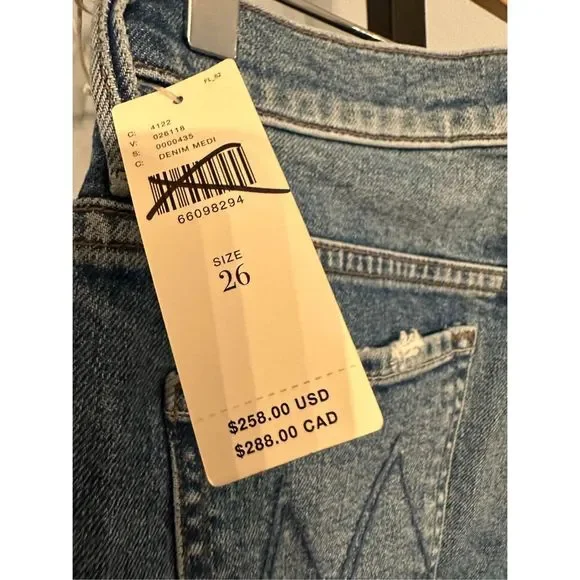 FL_82
C: 4122
V: 026118
S: 0000435
C: DENIM MEDI
66098294
SIZE
26
$258.00 USD
$288.00 CAD